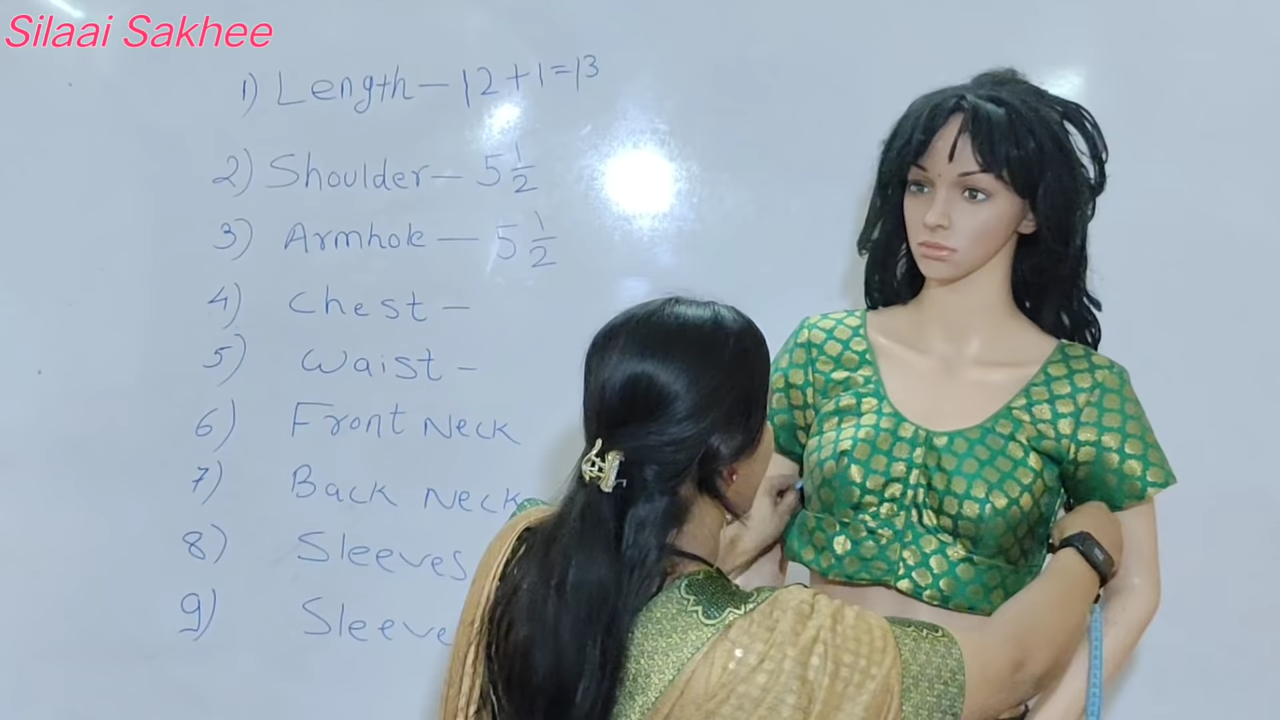 Silaai Sakhee
1) Length – 12 + 1 = 13
2) Shoulder – 5 1/2
3) Armhole – 5 1/2
4) Chest –
5) Waist –
6) Front Neck
7) Back Neck
8) Sleeves
9) Sleeve